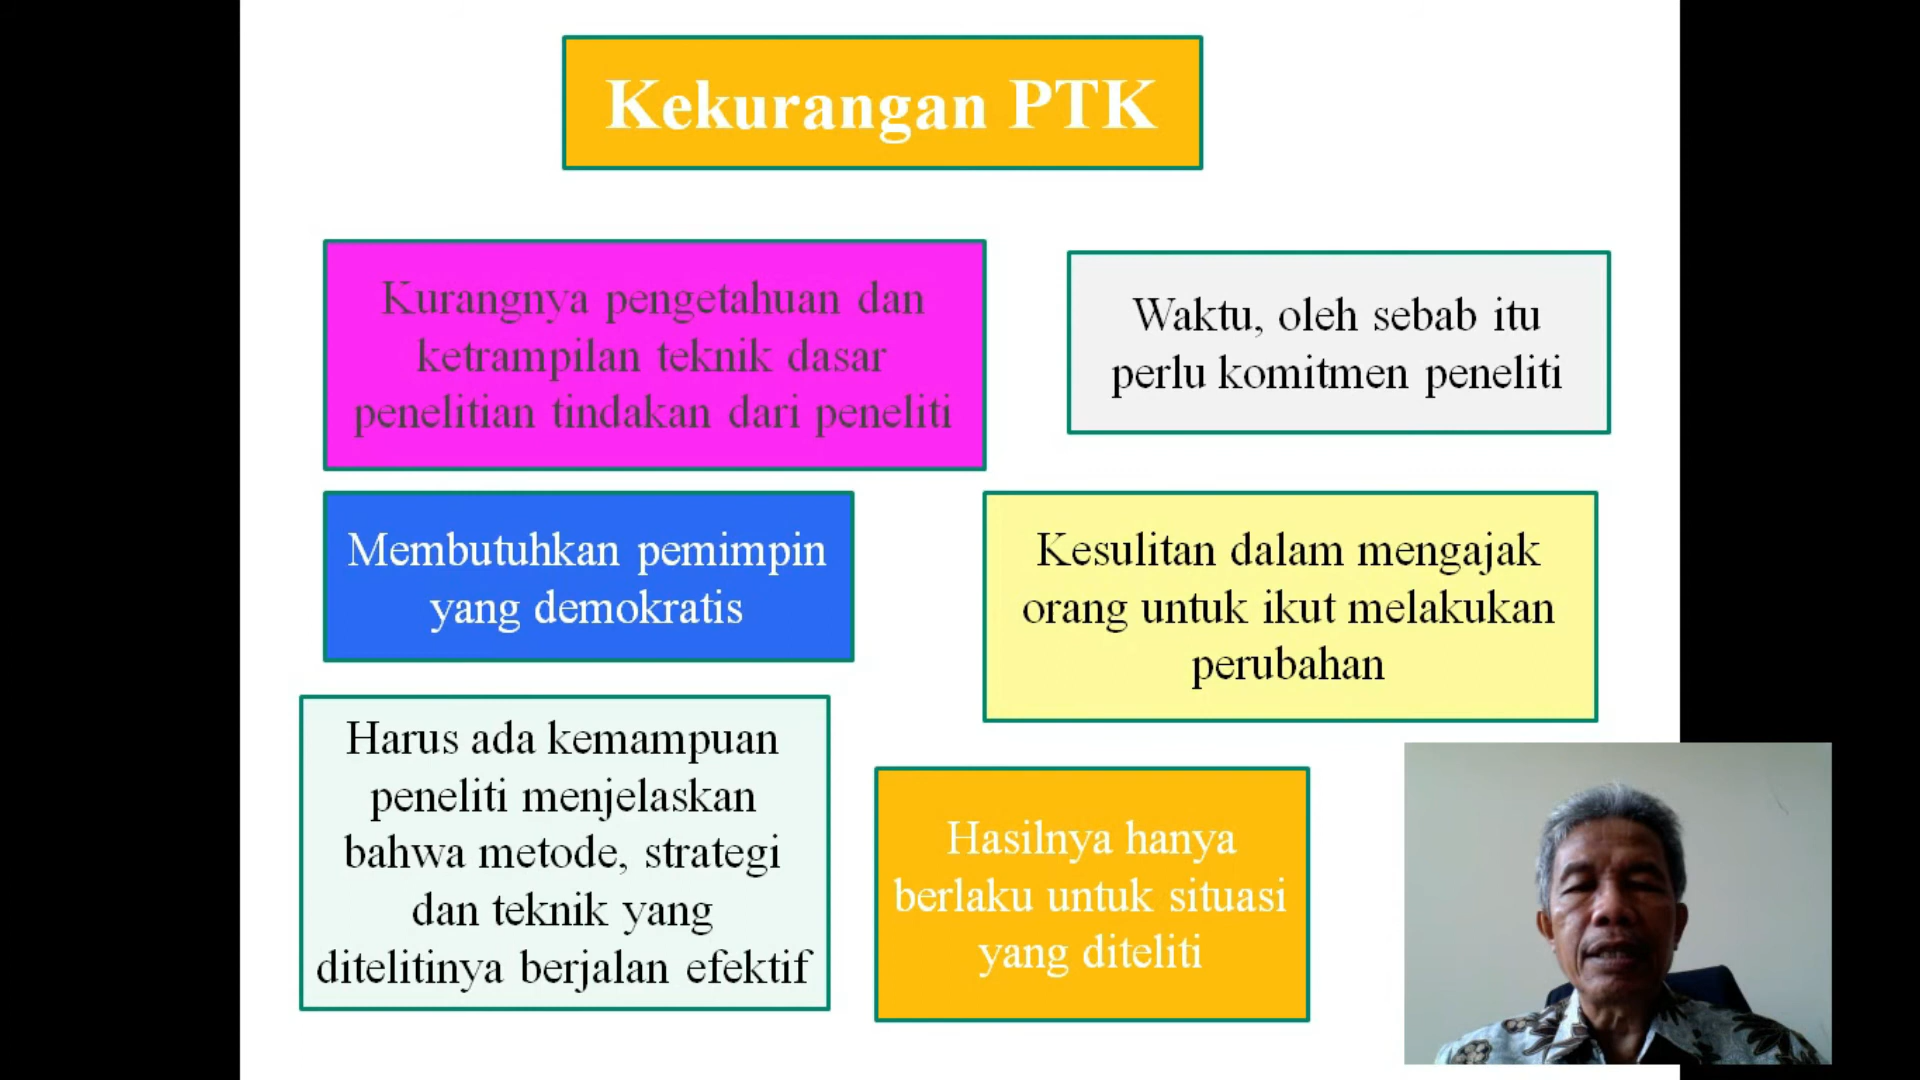 Kekurangan PTK
Kurangnya pengetahuan dan
ketrampilan teknik dasar
penelitian tindakan dari peneliti
Waktu, oleh sebab itu
perlu komitmen peneliti
Membutuhkan pemimpin
yang demokratis
Kesulitan dalam mengajak
orang untuk ikut melakukan
perubahan
Harus ada kemampuan
peneliti menjelaskan
bahwa metode, strategi
dan teknik yang
ditelitinya berjalan efektif
Hasilnya hanya
berlaku untuk situasi
yang diteliti